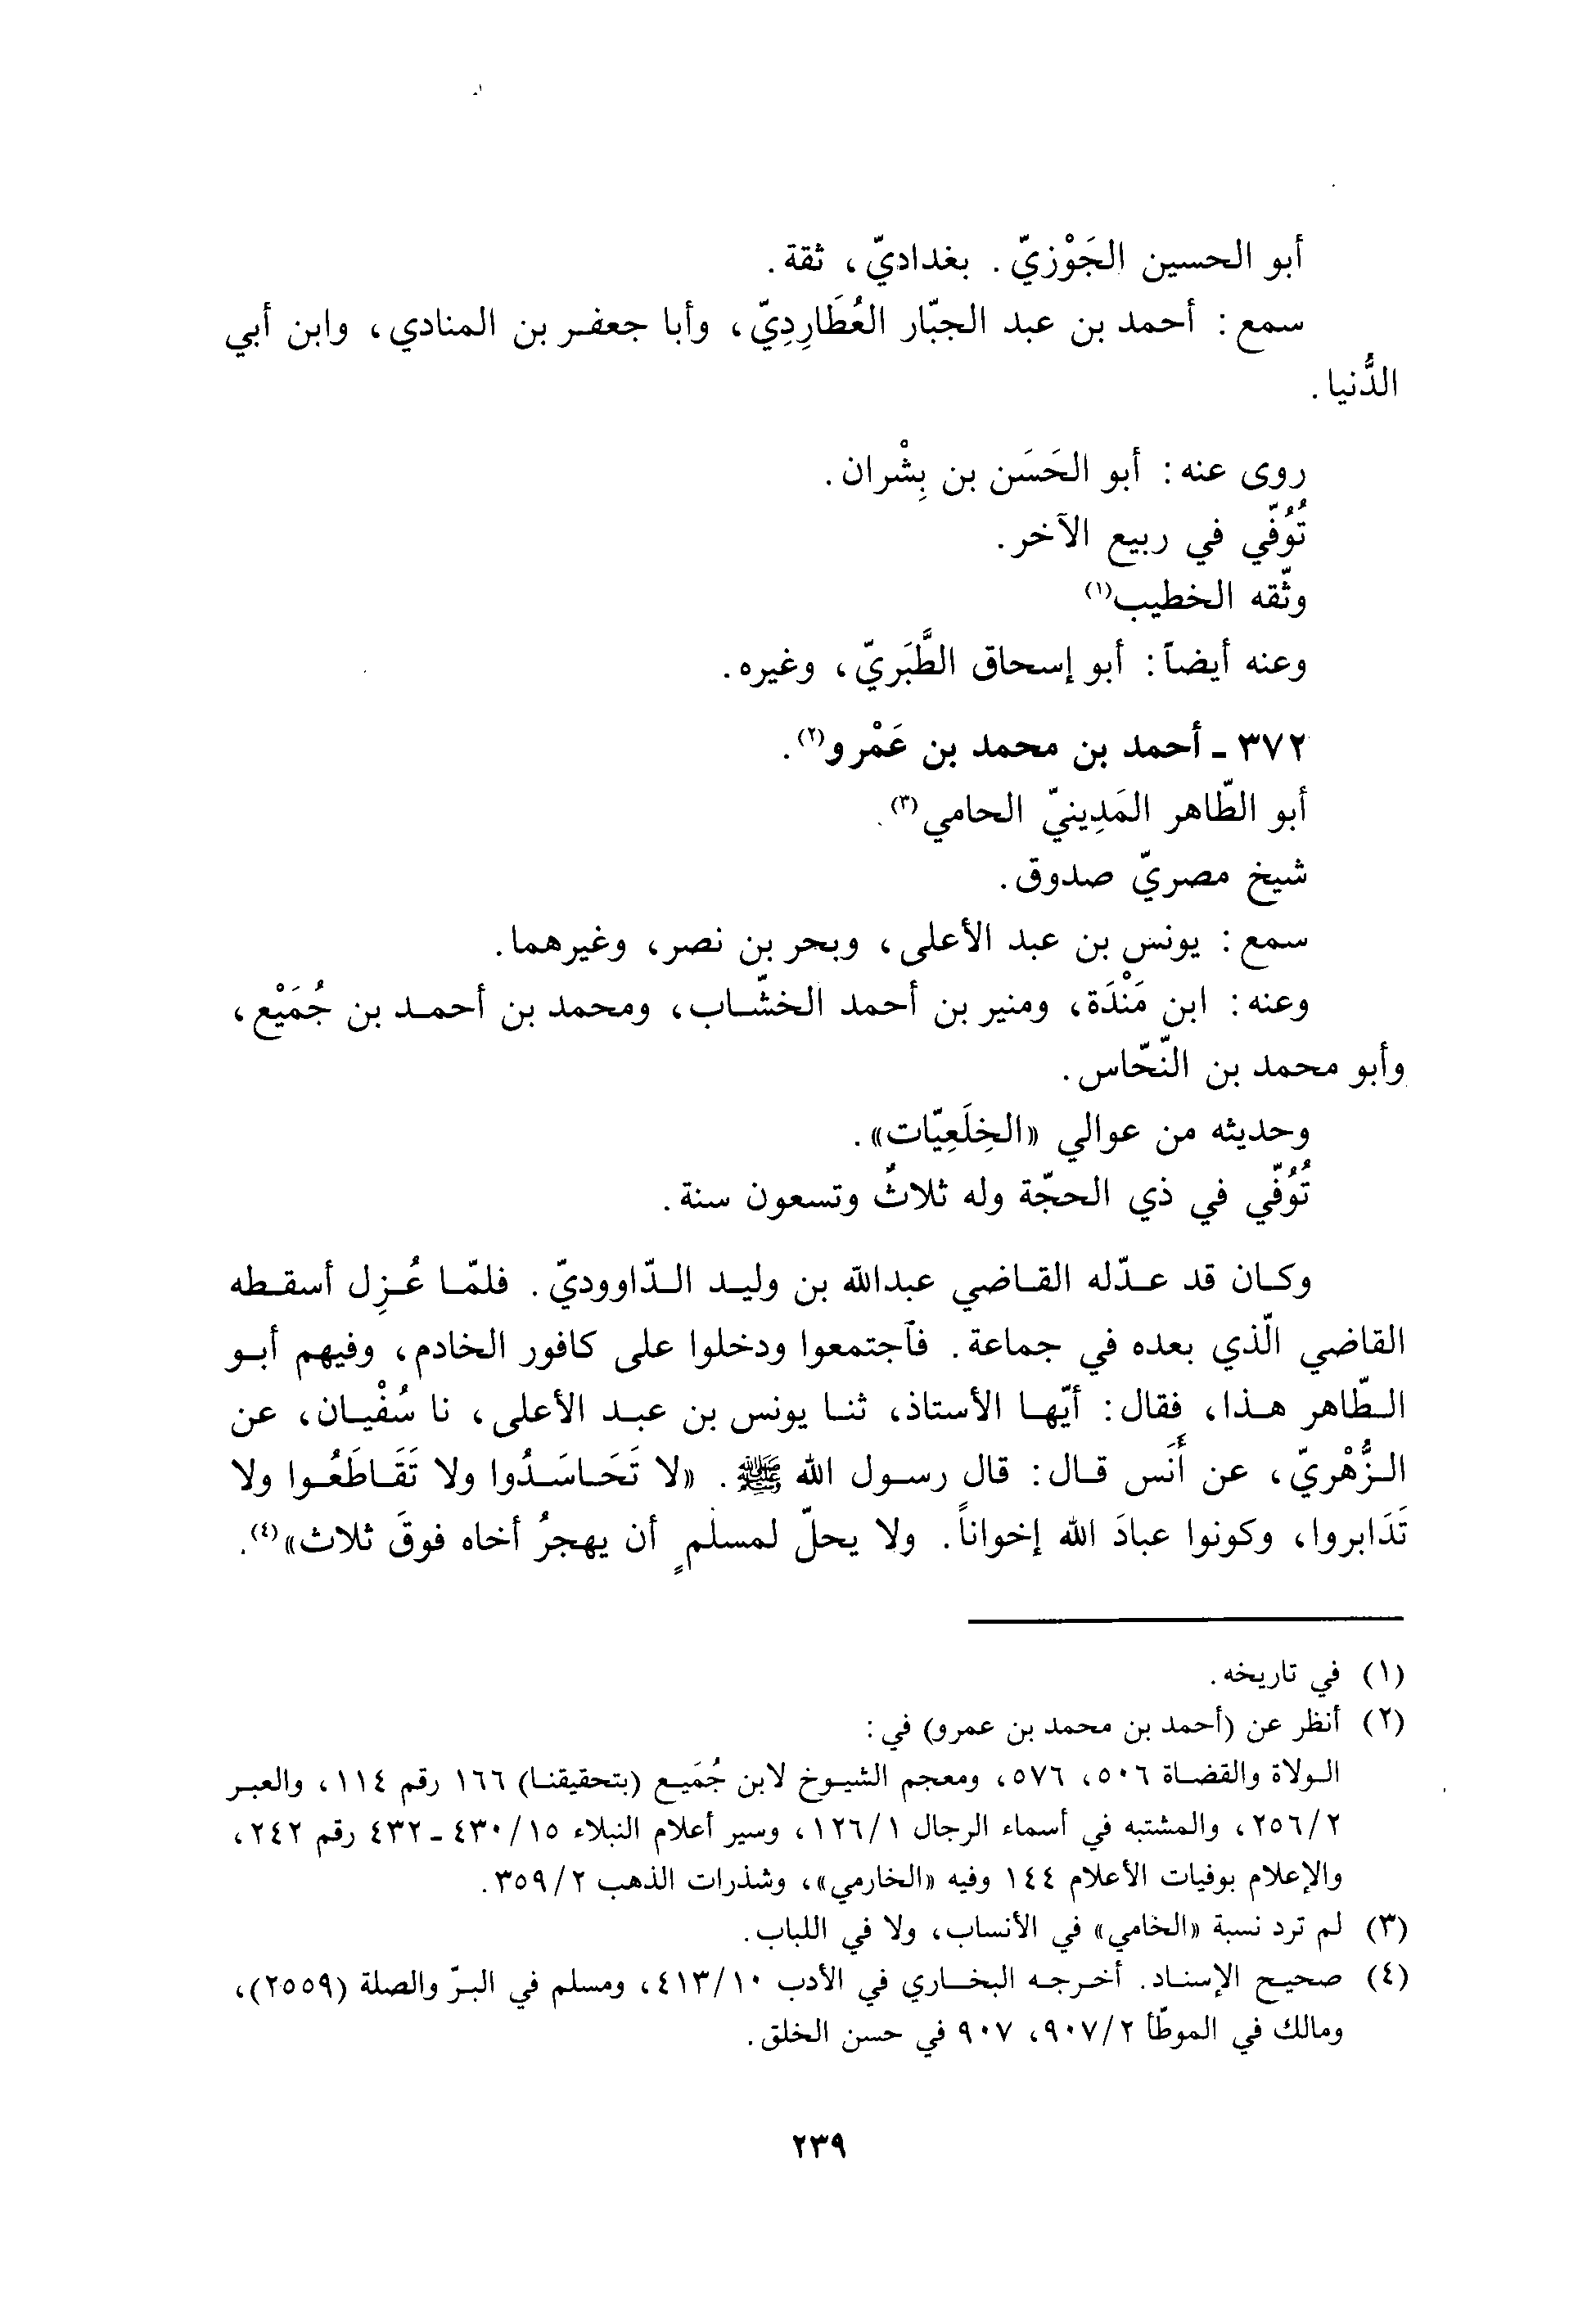 أبو الحسين الجَوْزيّ. بغداديّ، ثقة.
سمع: أحمد بن عبد الجبّار العُطَارِدِيّ، وأبا جعفر بن المنادي، وابن أبي
الدُّنيا.
روى عنه: أبو الحَسَن بن بِشْران.
تُوُفّي في ربيع الآخر.
وثّقه الخطيب(١)
وعنه أيضاً: أبو إسحاق الطَّبَريّ، وغيره.
٣٧٢ - أحمد بن محمد بن عَمْرو(٢).
أبو الطّاهر المَدِينيّ الحامي(٣).
شيخ مصريّ صدوق.
سمع: يونس بن عبد الأعلى، وبحر بن نصر، وغيرهما.
وعنه: ابن مَنْدَة، ومنير بن أحمد الخشّاب، ومحمد بن أحمد بن جُمَيْع،
وأبو محمد بن النّحّاس.
وحديثه من عوالي «الخِلَعِيّات».
تُوُفّي في ذي الحجّة وله ثلاثٌ وتسعون سنة.
وكان قد عدّله القاضي عبدالله بن وليد الدّاووديّ. فلمّا عُزِل أسقطه
القاضي الّذي بعده في جماعة. فٱجتمعوا ودخلوا على كافور الخادم، وفيهم أبو
الطّاهر هذا، فقال: أيّها الأستاذ، ثنا يونس بن عبد الأعلى، نا سُفْيان، عن
الزُّهْريّ، عن أَنَس قال: قال رسول الله ﷺ. «لا تَحَاسَدُوا ولا تَقَاطَعُوا ولا
تَدَابروا، وكونوا عبادَ الله إخواناً. ولا يحلّ لمسلمٍ أن يهجرُ أخاه فوقَ ثلاث»(٤).
(١) في تاريخه.
(٢) أنظر عن (أحمد بن محمد بن عمرو) في:
الولاة والقضاة ٥٠٦، ٥٧٦، ومعجم الشيوخ لابن جُمَيع (بتحقيقنا) ١٦٦ رقم ١١٤، والعبر
٢/٢٥٦، والمشتبه في أسماء الرجال ١/١٢٦، وسير أعلام النبلاء ١٥/٤٣٠ - ٤٣٢ رقم ٢٤٢،
والإعلام بوفيات الأعلام ١٤٤ وفيه «الخارمي»، وشذرات الذهب ٢/٣٥٩.
(٣) لم ترد نسبة «الخامي» في الأنساب، ولا في اللباب.
(٤) صحيح الإسناد. أخرجه البخاري في الأدب ١٠/٤١٣، ومسلم في البرّ والصلة (٢٥٥٩)،
ومالك في الموطّأ ٢/٩٠٧، ٩٠٧ في حسن الخلق.
٢٣٩